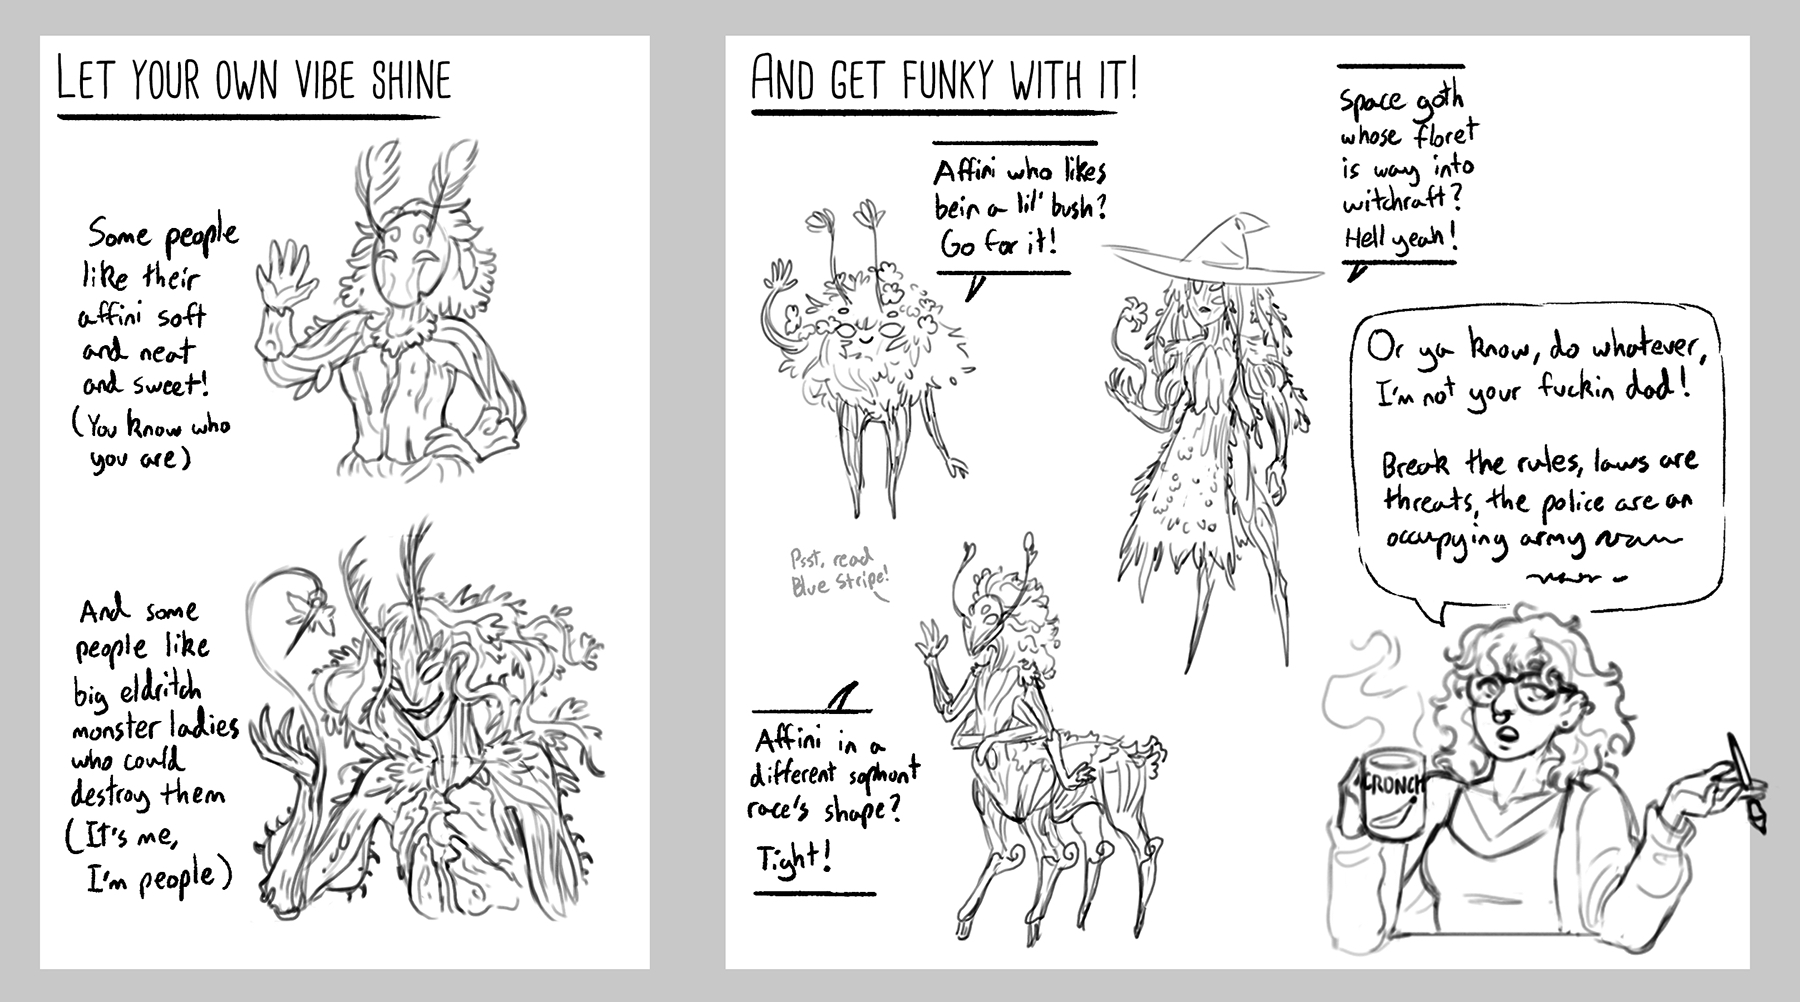 LET YOUR OWN VIBE SHINE
Some people
like their
affini soft
and neat
and sweet!
(You know who
you are)
And some
people like
big eldritch
monster ladies
who could
destroy them
(It's me,
I'm people)
AND GET FUNKY WITH IT!
Affini who likes
bein a lil' bush?
Go for it!
Space goth
whose floret
is way into
witchraft?
Hell yeah!
Psst, read
Blue Stripe!
Affini in a
different sophont
race's shape?
Tight!
Or ya know, do whatever,
I'm not your fuckin dad!
Break the rules, laws are
threats, the police are an
occupying army
CRONCH